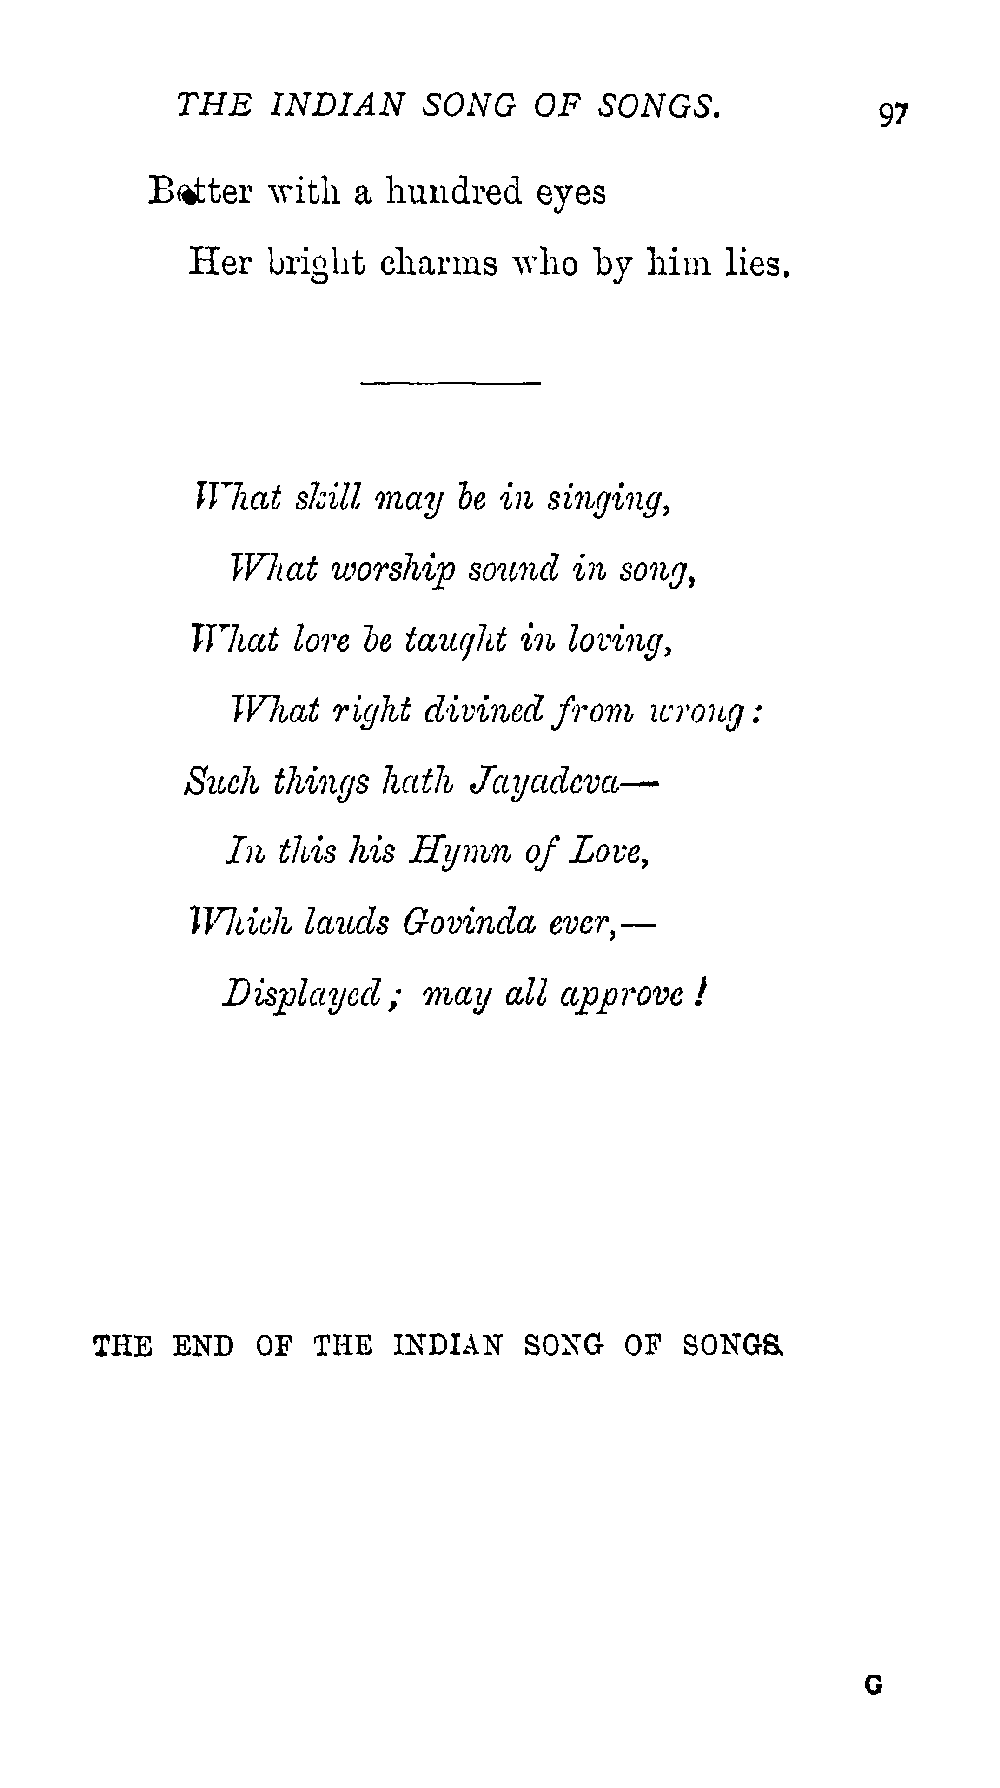 THE INDIAN SONG OF SONGS. 97
Better with a hundred eyes
Her bright charms who by him lies.
What skill may be in singing,
What worship sound in song,
What lore be taught in loving,
What right divined from wrong:
Such things hath Jayadeva—
In this his Hymn of Love,
Which lauds Govinda ever,—
Displayed; may all approve!
THE END OF THE INDIAN SONG OF SONGS.
G